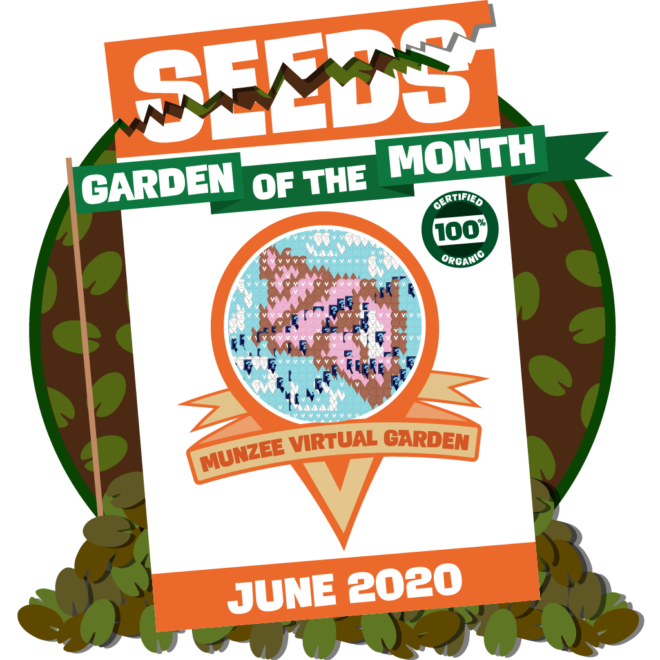 SEEDS
GARDEN OF THE MONTH
CERTIFIED
100%
ORGANIC
MUNZEE VIRTUAL GARDEN
JUNE 2020